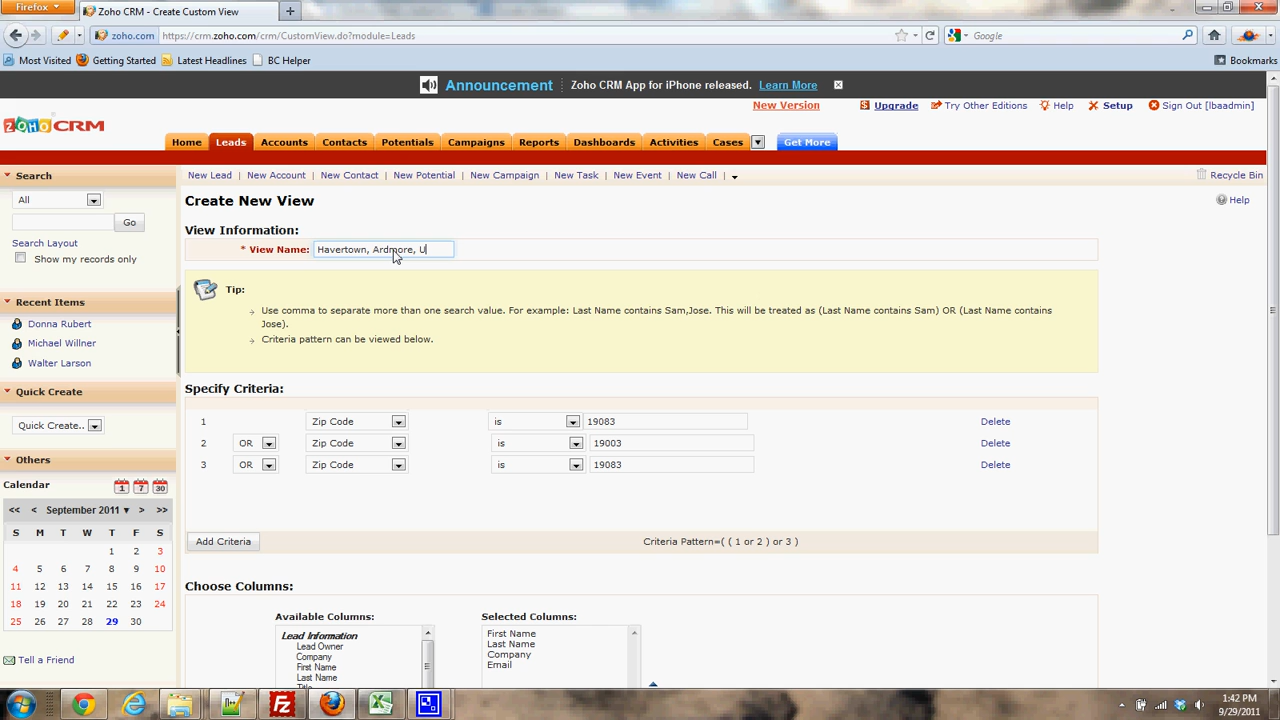 Firefox
Zoho CRM - Create Custom View
zoho.com
https://crm.zoho.com/crm/CustomView.do?module=Leads
Google
Most Visited
Getting Started
Latest Headlines
BC Helper
Bookmarks
Announcement
Zoho CRM App for iPhone released.
Learn More
New Version
Upgrade
Try Other Editions
Help
Setup
Sign Out [lbaadmin]
ZOHO CRM
Home
Leads
Accounts
Contacts
Potentials
Campaigns
Reports
Dashboards
Activities
Cases
Get More
Search
New Lead | New Account | New Contact | New Potential | New Campaign | New Task | New Event | New Call |
Recycle Bin
All
Go
Search Layout
Show my records only
Create New View
Help
View Information:
* View Name: Havertown, Ardmore, U
Tip:
Use comma to separate more than one search value. For example: Last Name contains Sam,Jose. This will be treated as (Last Name contains Sam) OR (Last Name contains
Jose).
Criteria pattern can be viewed below.
Recent Items
Donna Rubert
Michael Willner
Walter Larson
Quick Create
Quick Create..
Others
Calendar
1 7 30
<< < September 2011 > >>
S M T W T F S
1 2 3
4 5 6 7 8 9 10
11 12 13 14 15 16 17
18 19 20 21 22 23 24
25 26 27 28 29 30
Tell a Friend
Specify Criteria:
1 Zip Code is 19083 Delete
2 OR Zip Code is 19003 Delete
3 OR Zip Code is 19083 Delete
Add Criteria
Criteria Pattern=( ( 1 or 2 ) or 3 )
Choose Columns:
Available Columns:
Lead Information
Lead Owner
Company
First Name
Last Name
Selected Columns:
First Name
Last Name
Company
Email
1:42 PM
9/29/2011